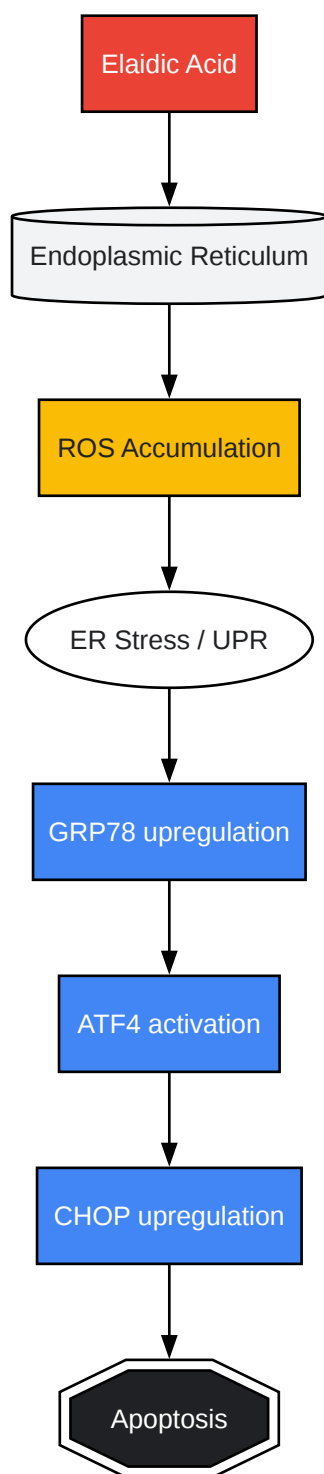 Elaidic Acid
Endoplasmic Reticulum
ROS Accumulation
ER Stress / UPR
GRP78 upregulation
ATF4 activation
CHOP upregulation
Apoptosis